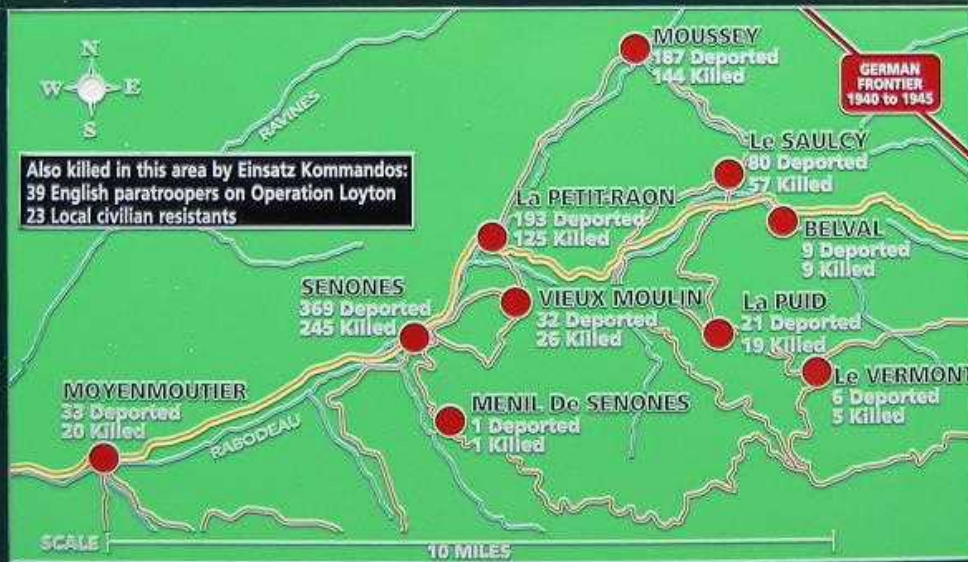 N
W E
S
RAVINES
MOUSSEY
187 Deported
144 Killed
GERMAN
FRONTIER
1940 to 1945
Also killed in this area by Einsatz Kommandos:
39 English paratroopers on Operation Loyton
23 Local civilian resistants
Le SAULCY
80 Deported
57 Killed
La PETIT-RAON
193 Deported
125 Killed
BELVAL
9 Deported
9 Killed
SENONES
369 Deported
245 Killed
VIEUX MOULIN
32 Deported
26 Killed
La PUID
21 Deported
19 Killed
Le VERMONT
6 Deported
5 Killed
MOYENMOUTIER
33 Deported
20 Killed
MENIL De SENONES
1 Deported
1 Killed
RABODEAU
SCALE
10 MILES